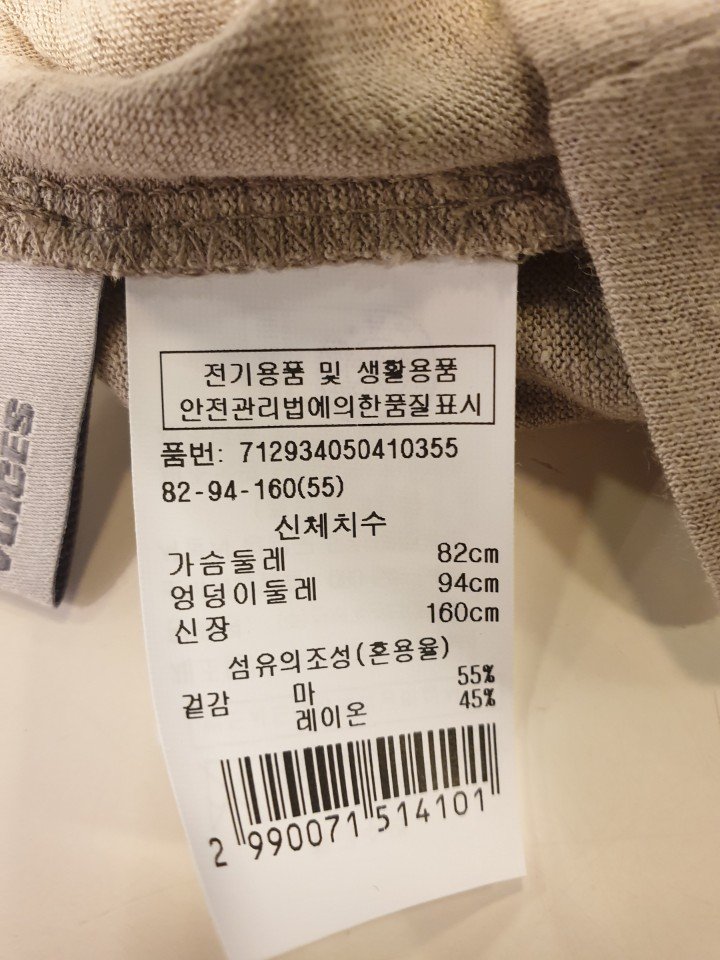 전기용품 및 생활용품
안전관리법에의한품질표시
품번: 712934050410355
82-94-160(55)
신체치수
가슴둘레 82cm
엉덩이둘레 94cm
신장 160cm
섬유의조성(혼용율)
겉감 마 55%
레이온 45%
2 990071 514101